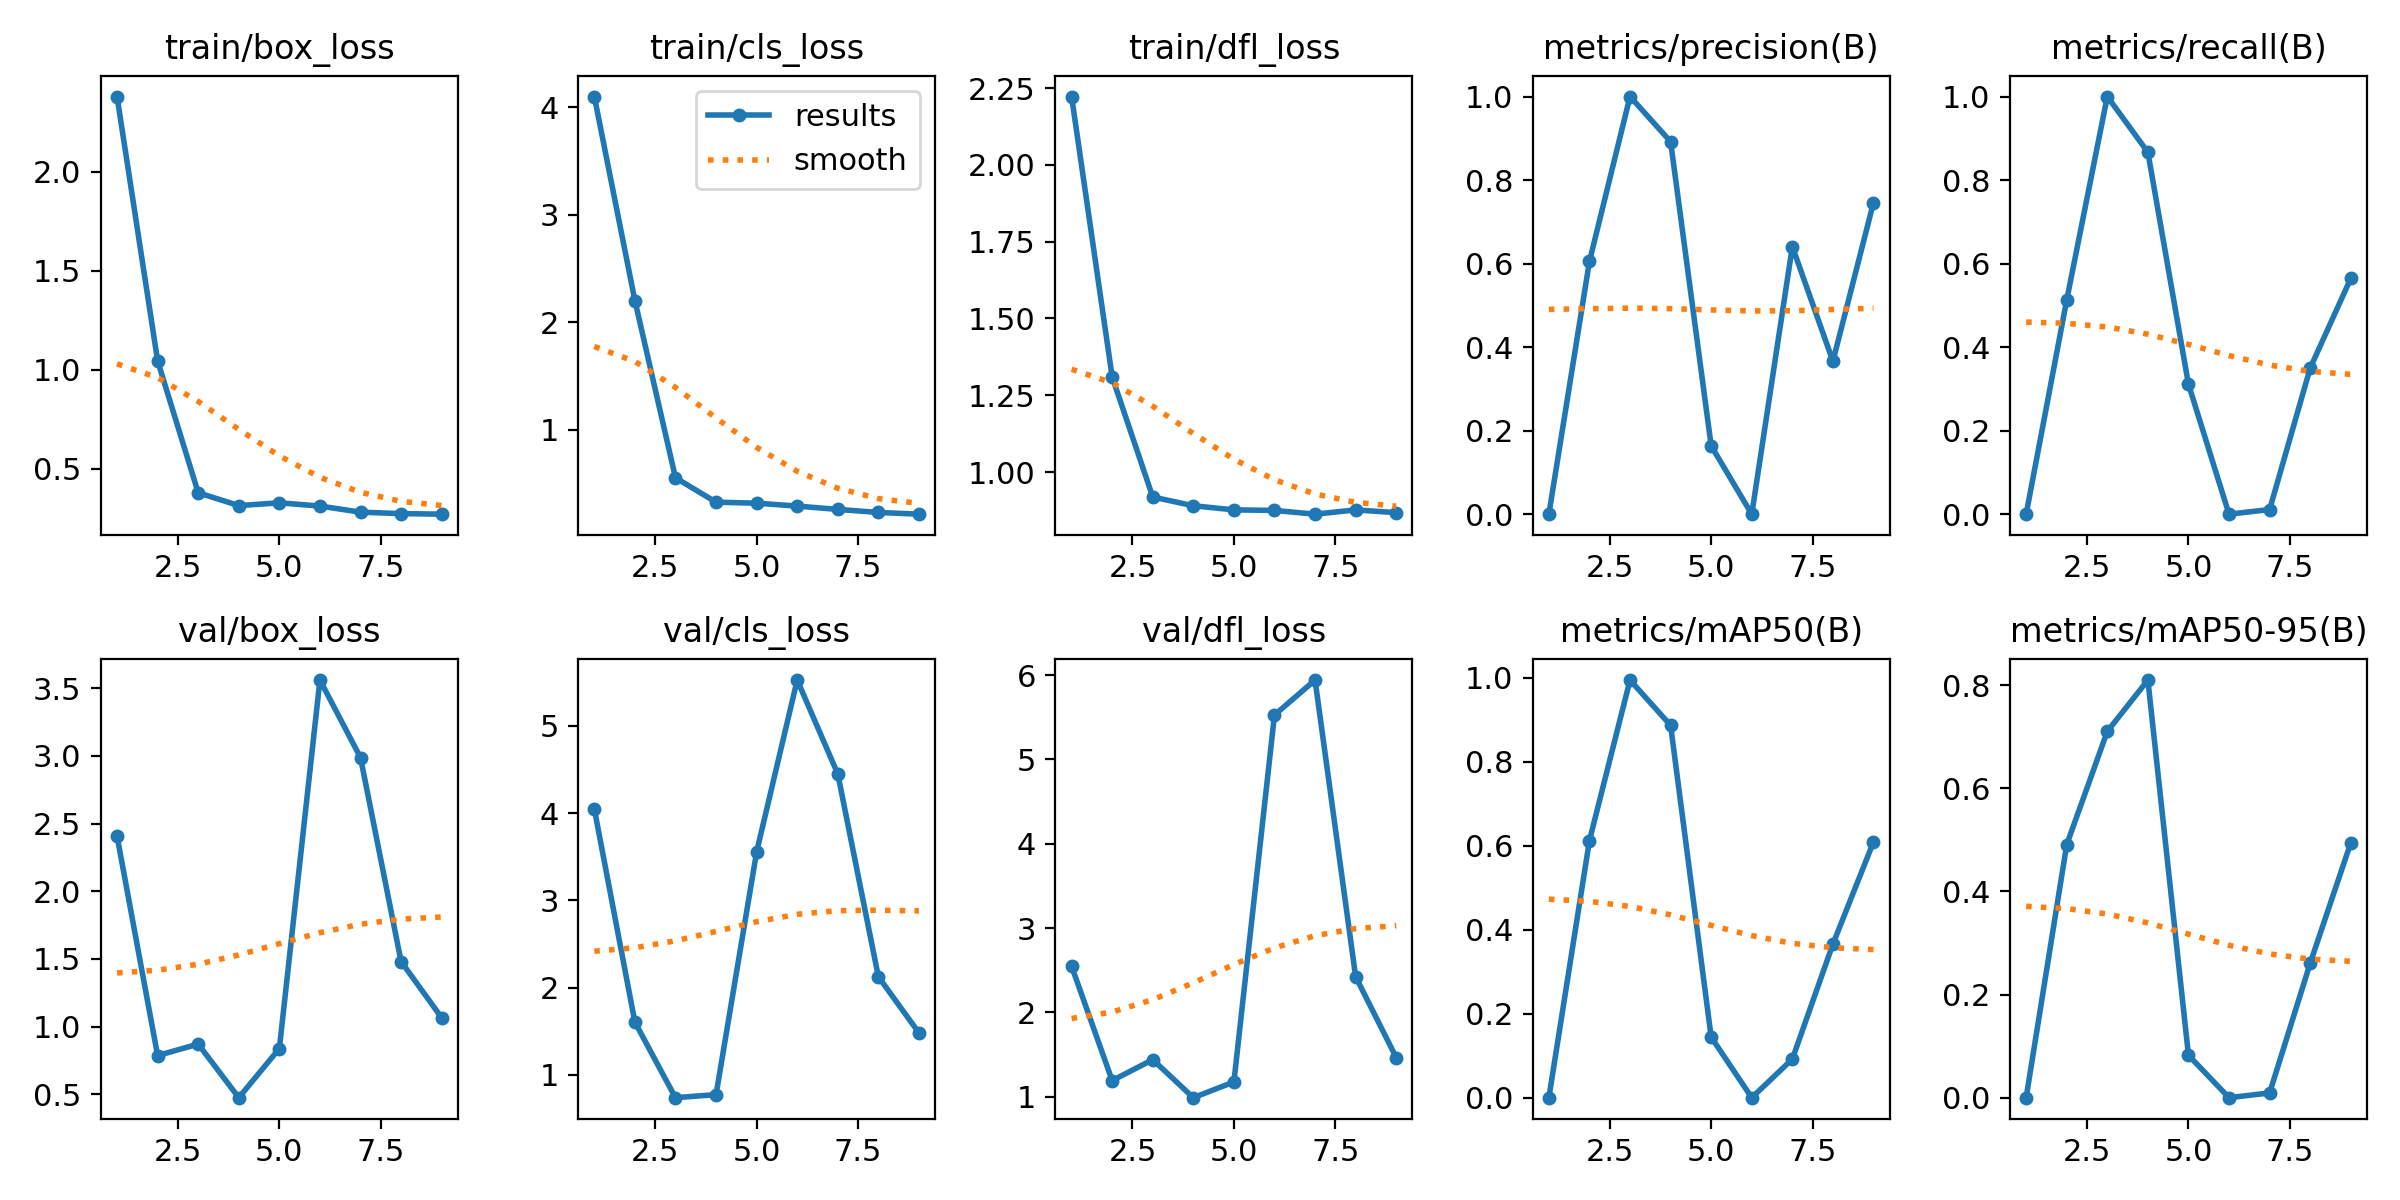 train/box_loss
2.0
1.5
1.0
0.5
2.5 5.0 7.5
train/cls_loss
results
smooth
4
3
2
1
2.5 5.0 7.5
train/dfl_loss
2.25
2.00
1.75
1.50
1.25
1.00
2.5 5.0 7.5
metrics/precision(B)
1.0
0.8
0.6
0.4
0.2
0.0
2.5 5.0 7.5
metrics/recall(B)
1.0
0.8
0.6
0.4
0.2
0.0
2.5 5.0 7.5
val/box_loss
3.5
3.0
2.5
2.0
1.5
1.0
0.5
2.5 5.0 7.5
val/cls_loss
5
4
3
2
1
2.5 5.0 7.5
val/dfl_loss
6
5
4
3
2
1
2.5 5.0 7.5
metrics/mAP50(B)
1.0
0.8
0.6
0.4
0.2
0.0
2.5 5.0 7.5
metrics/mAP50-95(B)
0.8
0.6
0.4
0.2
0.0
2.5 5.0 7.5